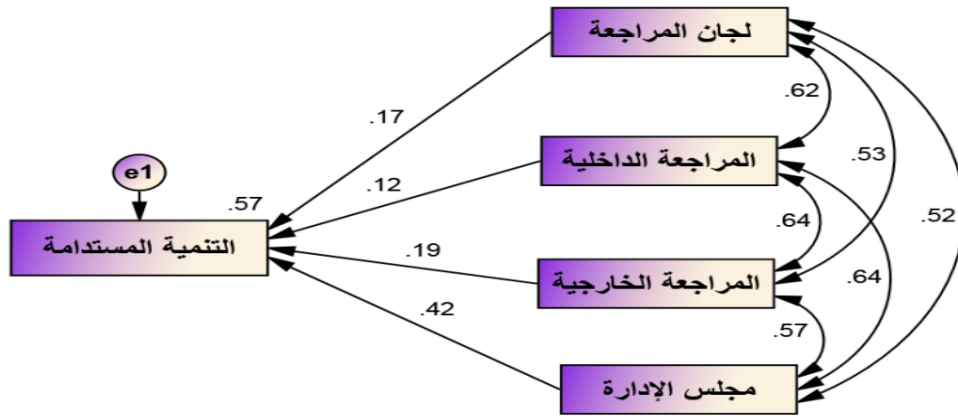 لجان المراجعة
.62
.17
.53
المراجعة الداخلية
e1
.12
.57
.52
.64
التنمية المستدامة
.19
المراجعة الخارجية
.64
.42
.57
مجلس الإدارة